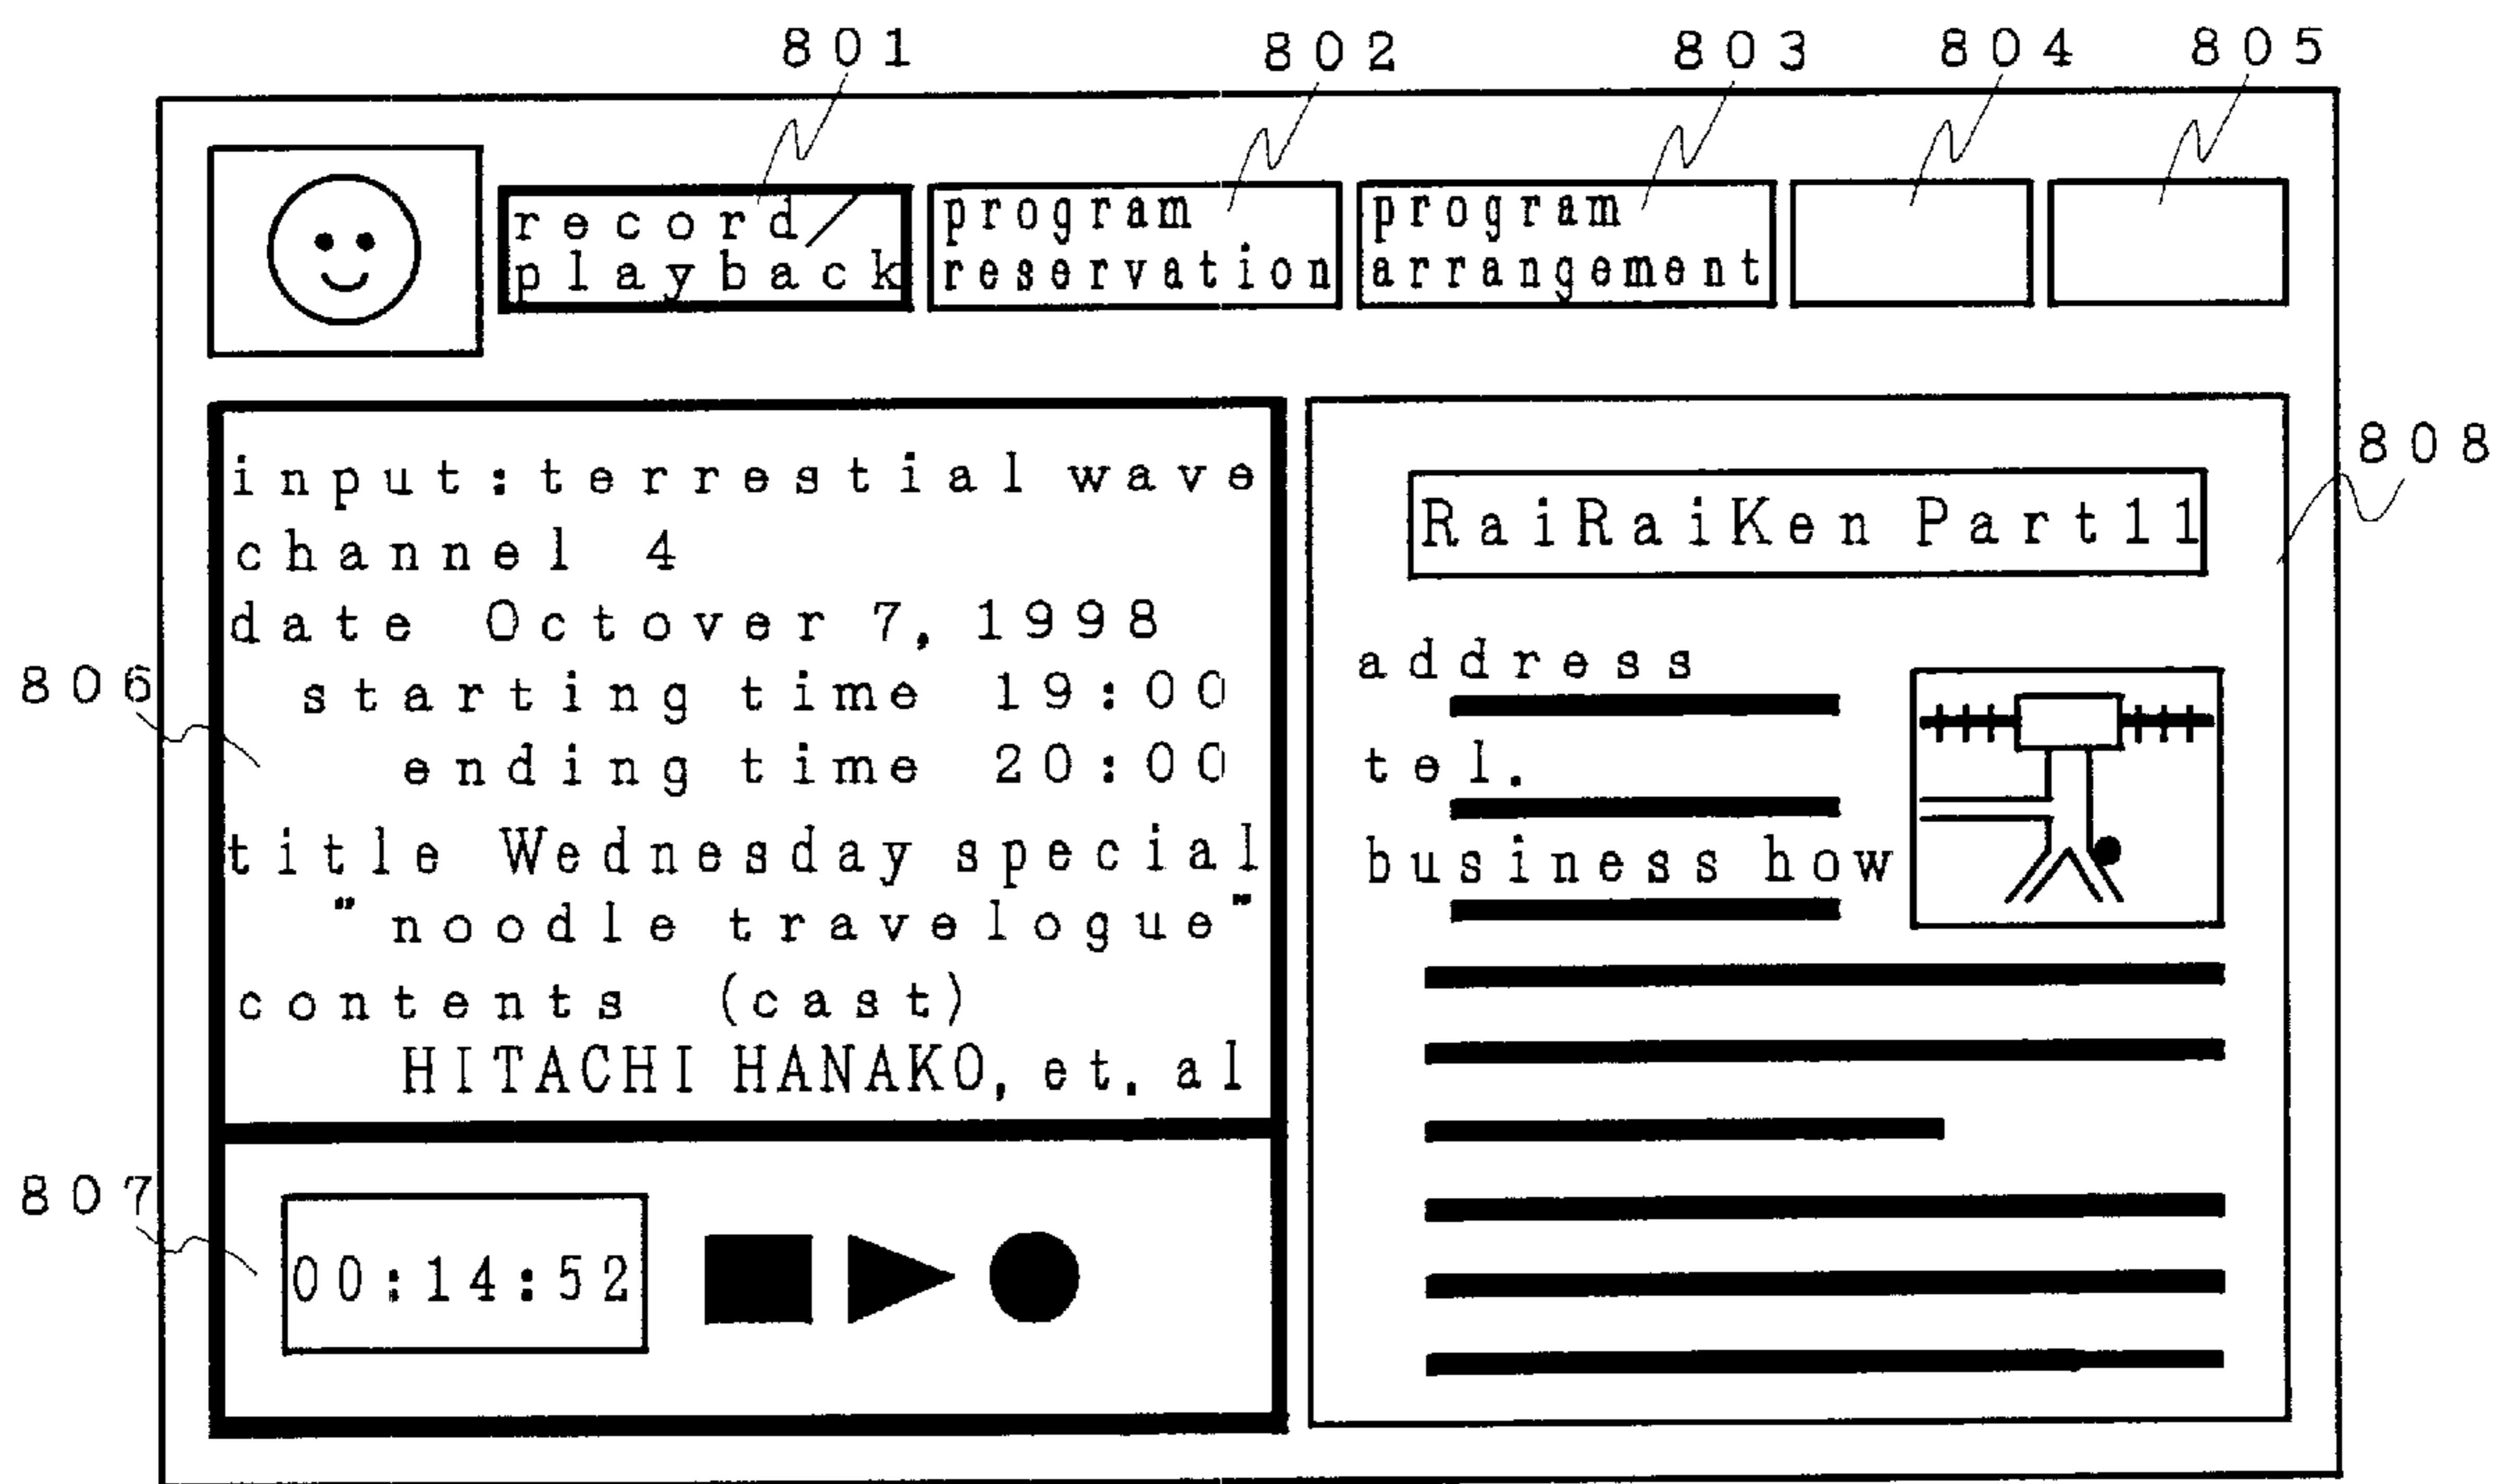 801 802 803 804 805
record/
playback
program
reservation
program
arrangement
806
input:terrestial wave
channel 4
date Octover 7, 1998
starting time 19:00
ending time 20:00
title Wednesday special
"noodle travelogue"
contents (cast)
HITACHI HANAKO, et. al
807
00:14:52
808
RaiRaiKen Part11
address
tel.
business how